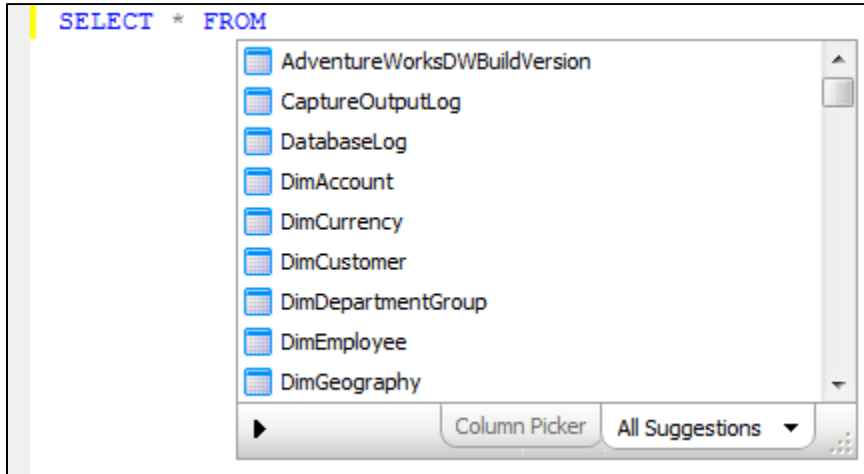 SELECT * FROM
AdventureWorksDWBuildVersion
CaptureOutputLog
DatabaseLog
DimAccount
DimCurrency
DimCustomer
DimDepartmentGroup
DimEmployee
DimGeography
Column Picker All Suggestions